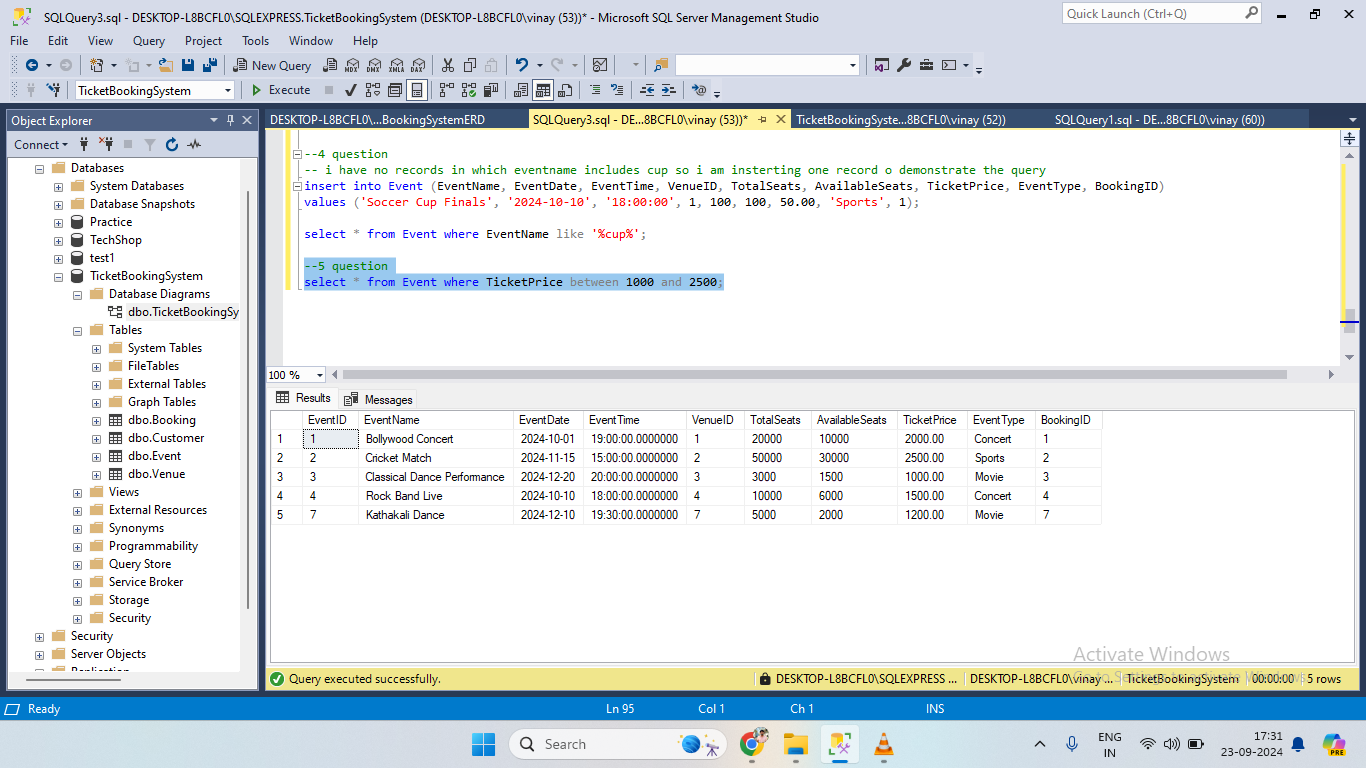 SQLQuery3.sql - DESKTOP-L8BCFL0\SQLEXPRESS.TicketBookingSystem (DESKTOP-L8BCFL0\vinay (53))* - Microsoft SQL Server Management Studio
Quick Launch (Ctrl+Q)
File Edit View Query Project Tools Window Help
New Query MDX DMX XMLA DAX
TicketBookingSystem Execute
Object Explorer
Connect
Databases
System Databases
Database Snapshots
Practice
TechShop
test1
TicketBookingSystem
Database Diagrams
dbo.TicketBookingSy
Tables
System Tables
FileTables
External Tables
Graph Tables
dbo.Booking
dbo.Customer
dbo.Event
dbo.Venue
Views
External Resources
Synonyms
Programmability
Query Store
Service Broker
Storage
Security
Security
Server Objects
Replication
DESKTOP-L8BCFL0\...BookingSystemERD SQLQuery3.sql - DE...8BCFL0\vinay (53))* TicketBookingSyste...8BCFL0\vinay (52)) SQLQuery1.sql - DE...8BCFL0\vinay (60))
--4 question
-- i have no records in which eventname includes cup so i am insterting one record o demonstrate the query
insert into Event (EventName, EventDate, EventTime, VenueID, TotalSeats, AvailableSeats, TicketPrice, EventType, BookingID)
values ('Soccer Cup Finals', '2024-10-10', '18:00:00', 1, 100, 100, 50.00, 'Sports', 1);
select * from Event where EventName like '%cup%';
--5 question
select * from Event where TicketPrice between 1000 and 2500;
100 %
Results Messages
EventID EventName EventDate EventTime VenueID TotalSeats AvailableSeats TicketPrice EventType BookingID
1 1 Bollywood Concert 2024-10-01 19:00:00.0000000 1 20000 10000 2000.00 Concert 1
2 2 Cricket Match 2024-11-15 15:00:00.0000000 2 50000 30000 2500.00 Sports 2
3 3 Classical Dance Performance 2024-12-20 20:00:00.0000000 3 3000 1500 1000.00 Movie 3
4 4 Rock Band Live 2024-10-10 18:00:00.0000000 4 10000 6000 1500.00 Concert 4
5 7 Kathakali Dance 2024-12-10 19:30:00.0000000 7 5000 2000 1200.00 Movie 7
Activate Windows
Go to Settings to activate Windows.
Query executed successfully. DESKTOP-L8BCFL0\SQLEXPRESS ... DESKTOP-L8BCFL0\vinay ... TicketBookingSystem 00:00:00 5 rows
Ready Ln 95 Col 1 Ch 1 INS
Search
ENG
IN
17:31
23-09-2024
PRE